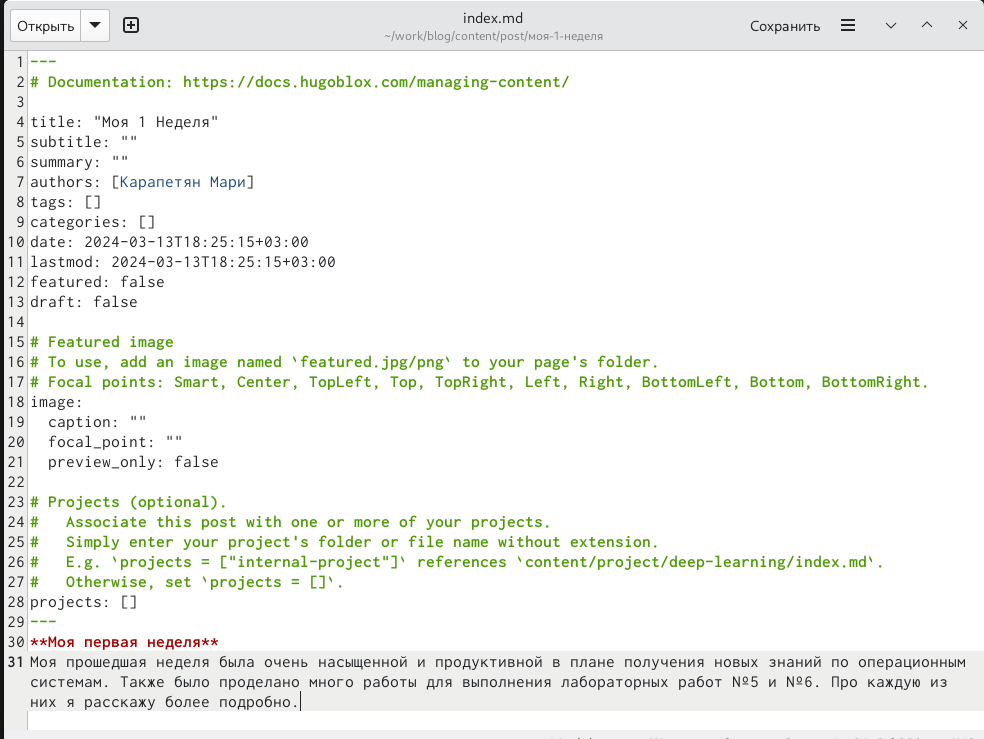 Открыть
index.md
~/work/blog/content/post/моя-1-неделя
Сохранить
1 ---
2 # Documentation: https://docs.hugoblox.com/managing-content/
3
4 title: "Моя 1 Неделя"
5 subtitle: ""
6 summary: ""
7 authors: [Карапетян Мари]
8 tags: []
9 categories: []
10 date: 2024-03-13T18:25:15+03:00
11 lastmod: 2024-03-13T18:25:15+03:00
12 featured: false
13 draft: false
14
15 # Featured image
16 # To use, add an image named `featured.jpg/png` to your page's folder.
17 # Focal points: Smart, Center, TopLeft, Top, TopRight, Left, Right, BottomLeft, Bottom, BottomRight.
18 image:
19   caption: ""
20   focal_point: ""
21   preview_only: false
22
23 # Projects (optional).
24 #   Associate this post with one or more of your projects.
25 #   Simply enter your project's folder or file name without extension.
26 #   E.g. `projects = ["internal-project"]` references `content/project/deep-learning/index.md`.
27 #   Otherwise, set `projects = []`.
28 projects: []
29 ---
30 **Моя первая неделя**
31 Моя прошедшая неделя была очень насыщенной и продуктивной в плане получения новых знаний по операционным
системам. Также было проделано много работы для выполнения лабораторных работ №5 и №6. Про каждую из
них я расскажу более подробно.